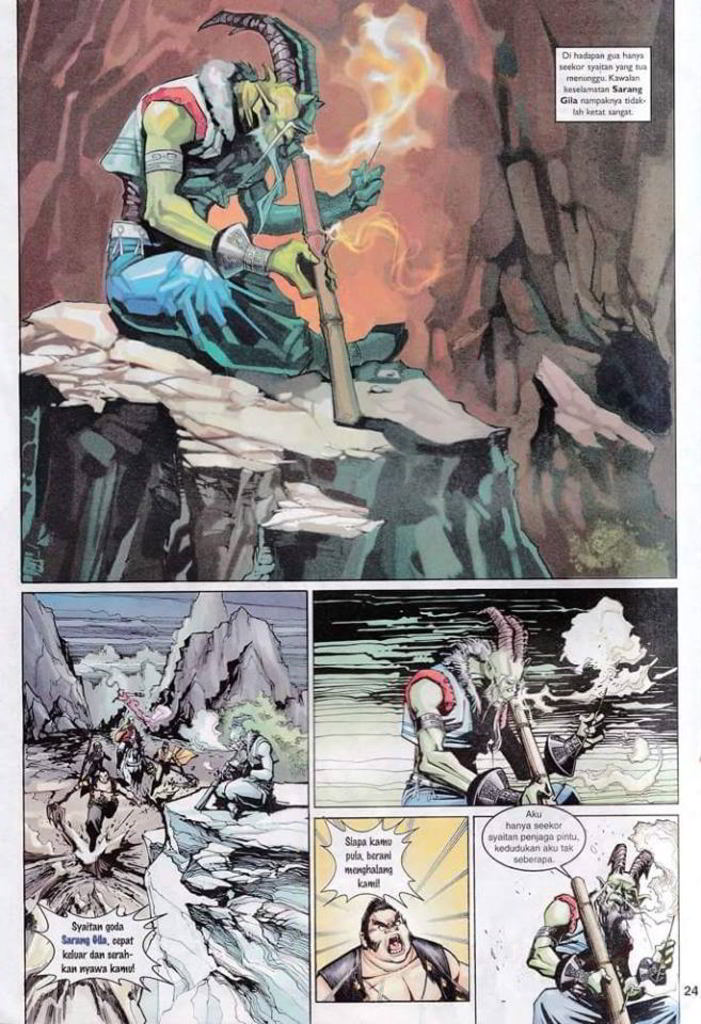 Di hadapan gua hanya
seekor syaitan yang tua
menunggu. Kawalan
keselamatan Sarang
Gila nampaknya tidak-
lah ketat sangat.
Syaitan goda
Sarang Gila, cepat
keluar dan serah-
kan nyawa kamu!
Siapa kamu
pula, berani
menghalang
kami!
Aku
hanya seekor
syaitan penjaga pintu,
kedudukan aku tak
seberapa.
24